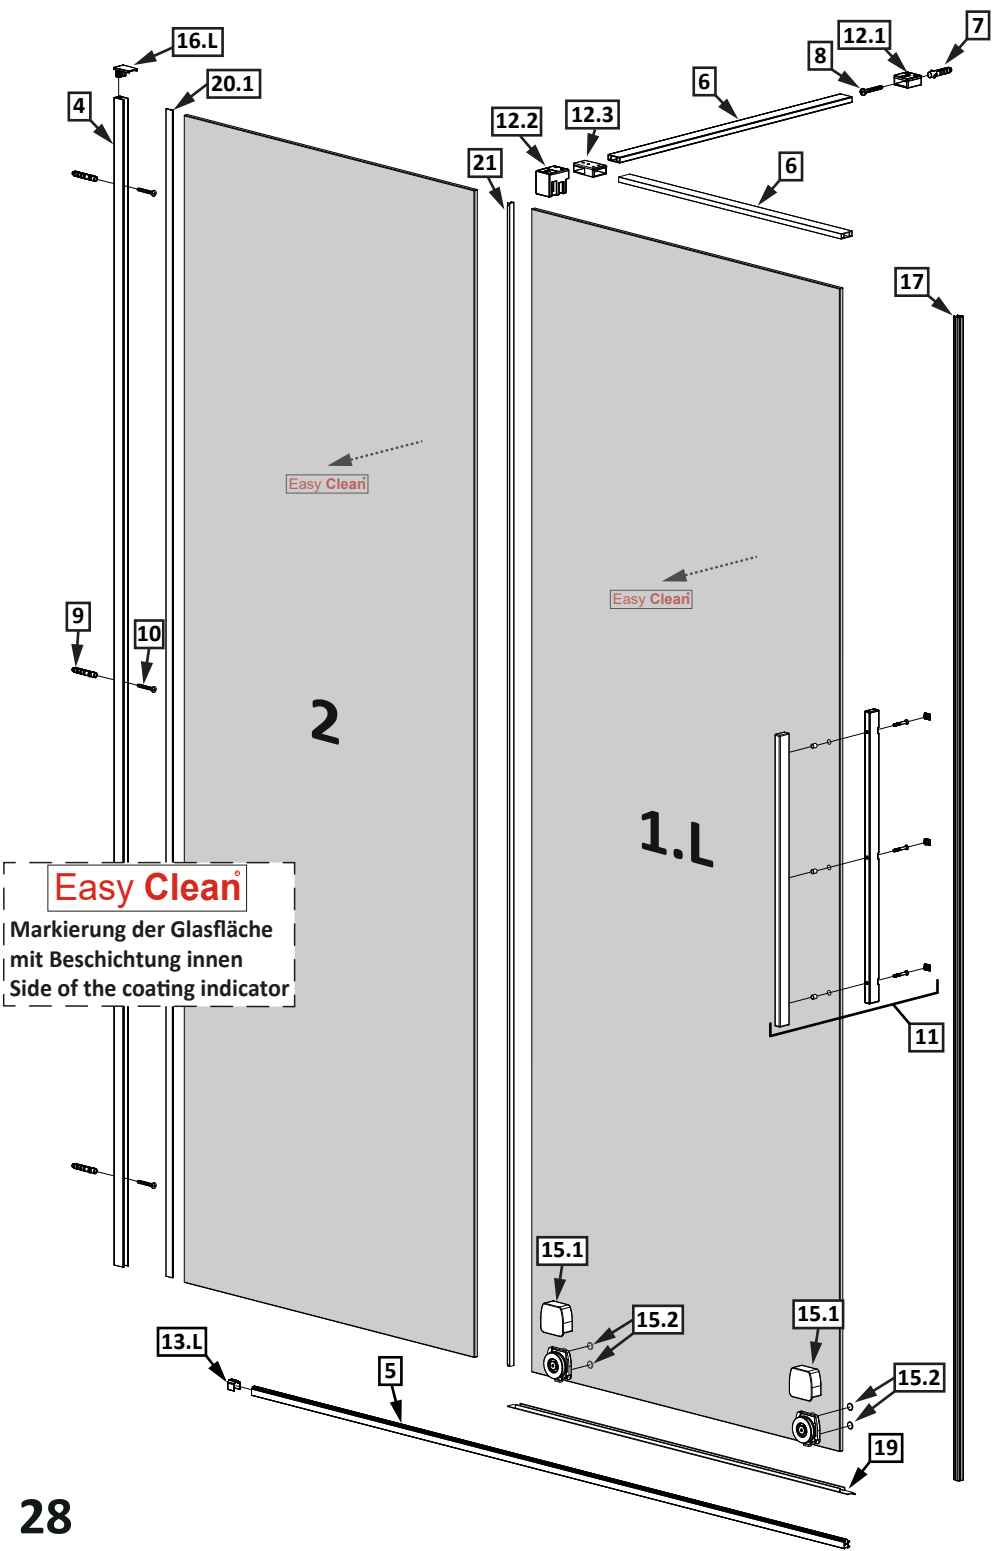 7
16.L
12.1
8
6
20.1
4
12.3
12.2
21
6
17
Easy Clean
Easy Clean
9
10
2
1.L
Easy Clean®
Markierung der Glasfläche
mit Beschichtung innen
Side of the coating indicator
11
15.1
15.2
15.1
13.L
5
15.2
19
28